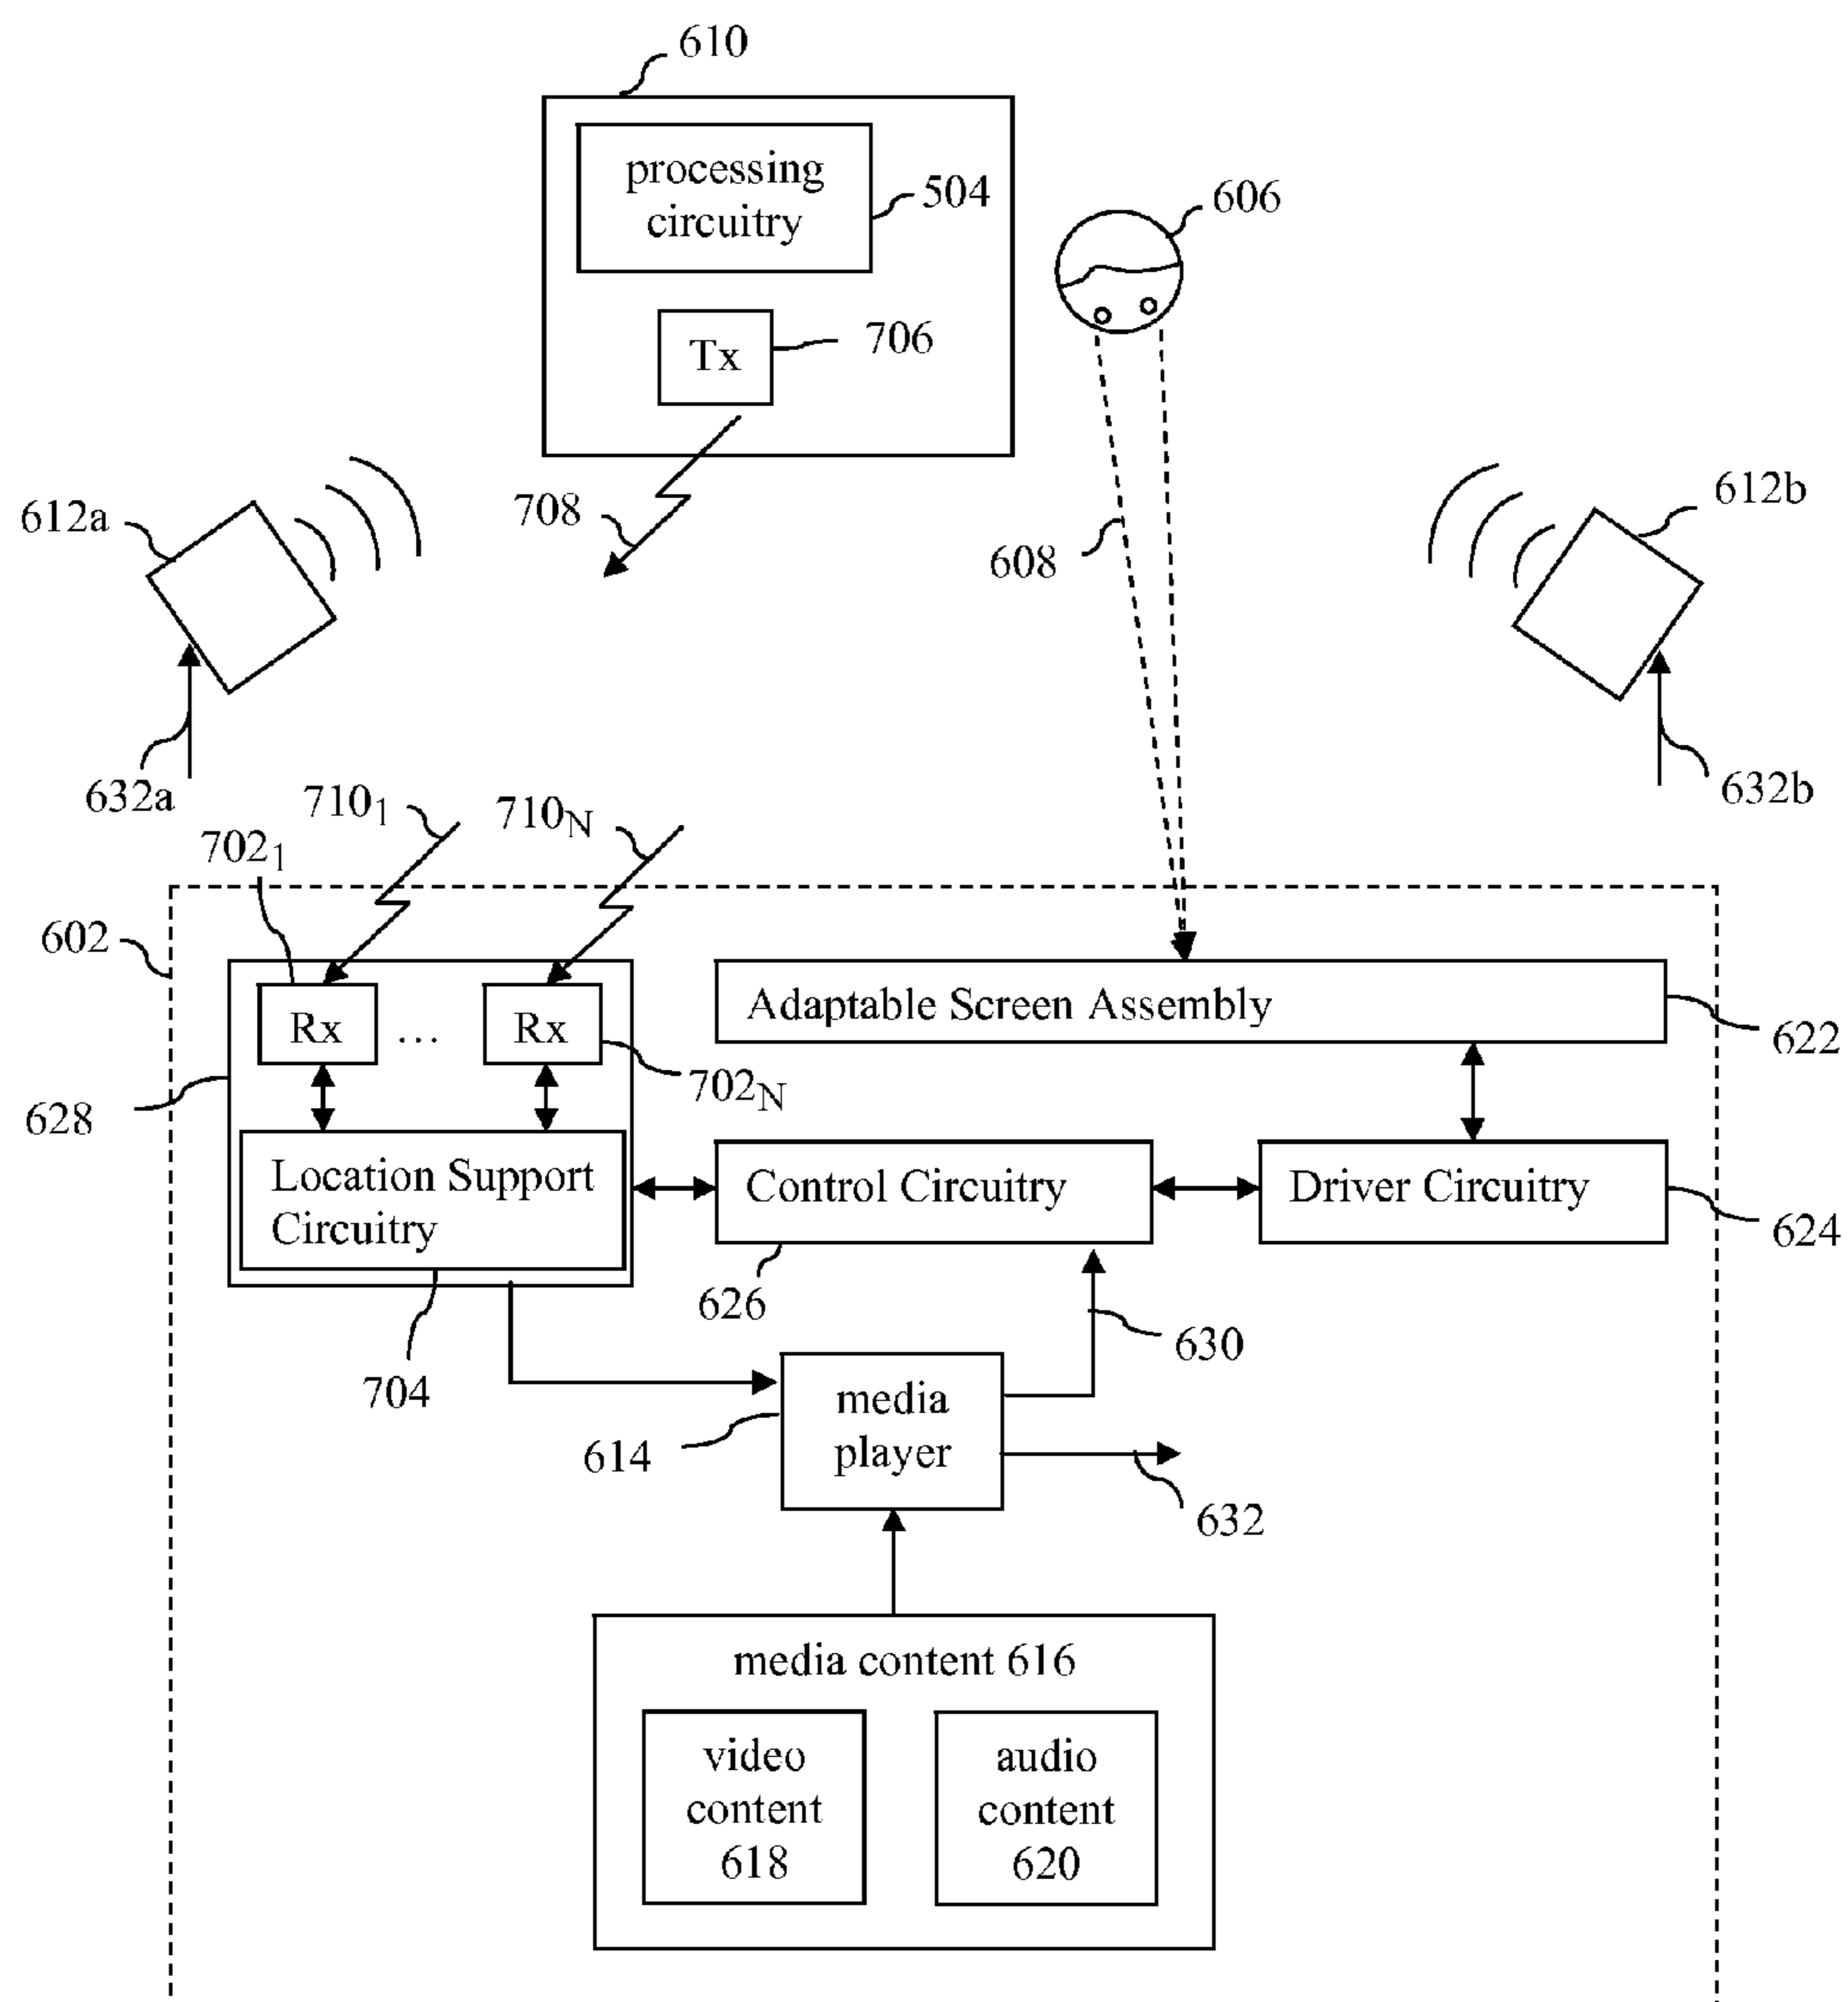 610
processing
circuitry
504
606
Tx
706
612a
708
608
612b
632a
632b
710₁
710N
702₁
602
Rx
...
Rx
Adaptable Screen Assembly
622
702N
628
Location Support
Circuitry
Control Circuitry
Driver Circuitry
624
626
630
704
media
player
614
632
media content 616
video
content
618
audio
content
620